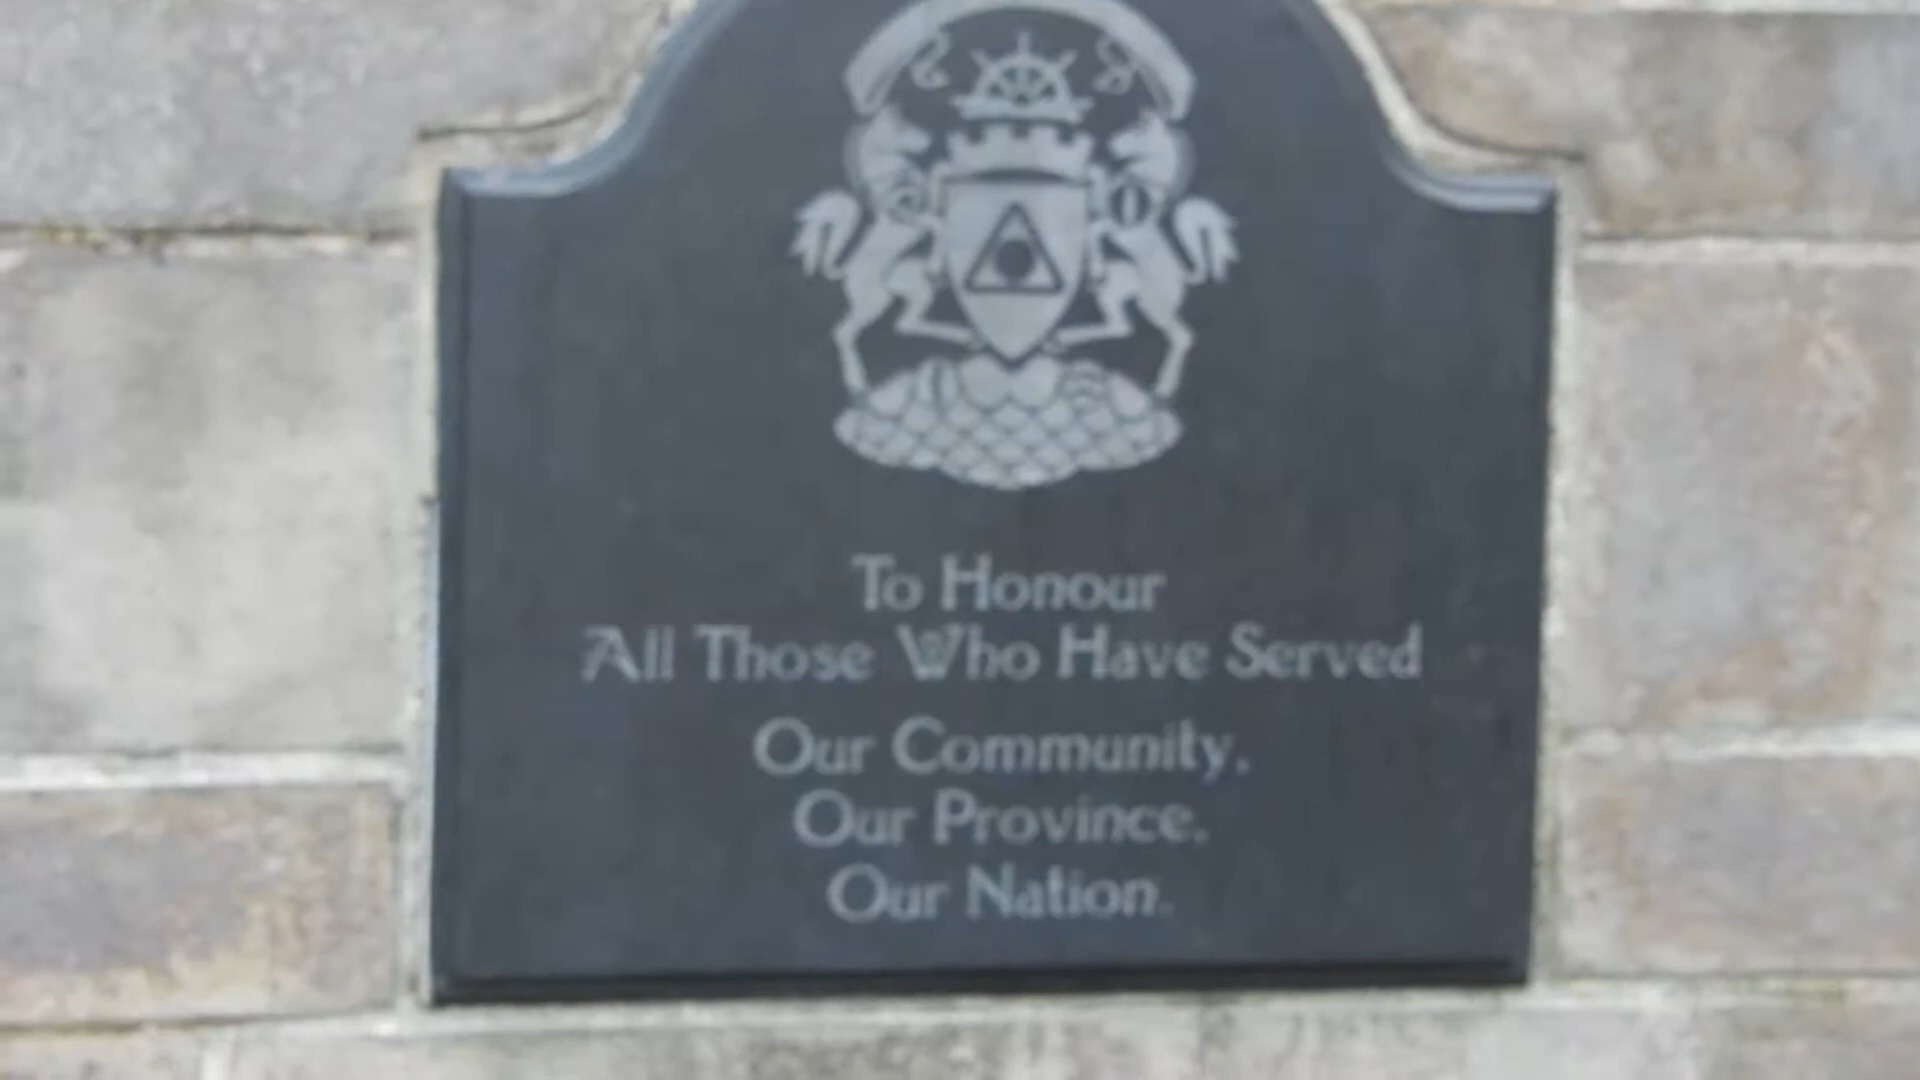 To Honour
All Those Who Have Served
Our Community,
Our Province,
Our Nation.